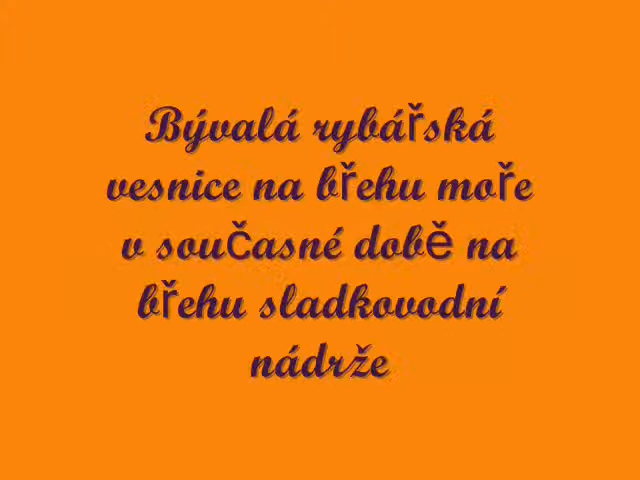 Bývalá rybářská
vesnice na břehu moře
v současné době na
břehu sladkovodní
nádrže